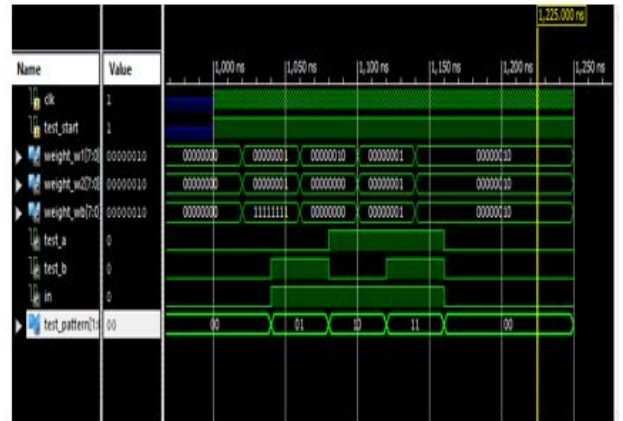 1,225.000 ns
Name Value 1,000 ns 1,050 ns 1,100 ns 1,150 ns 1,200 ns 1,250 ns
clk 1
test_start 1
weight_w1[7:0] 00000010 00000000 00000001 00000010 00000001 00000010
weight_w2[7:0] 00000010 00000000 00000001 00000000 00000001 00000010
weight_wb[7:0] 00000010 00000000 11111111 00000000 00000001 00000010
test_a 0
test_b 0
in 0
test_pattern[1: 00 00 01 10 11 00